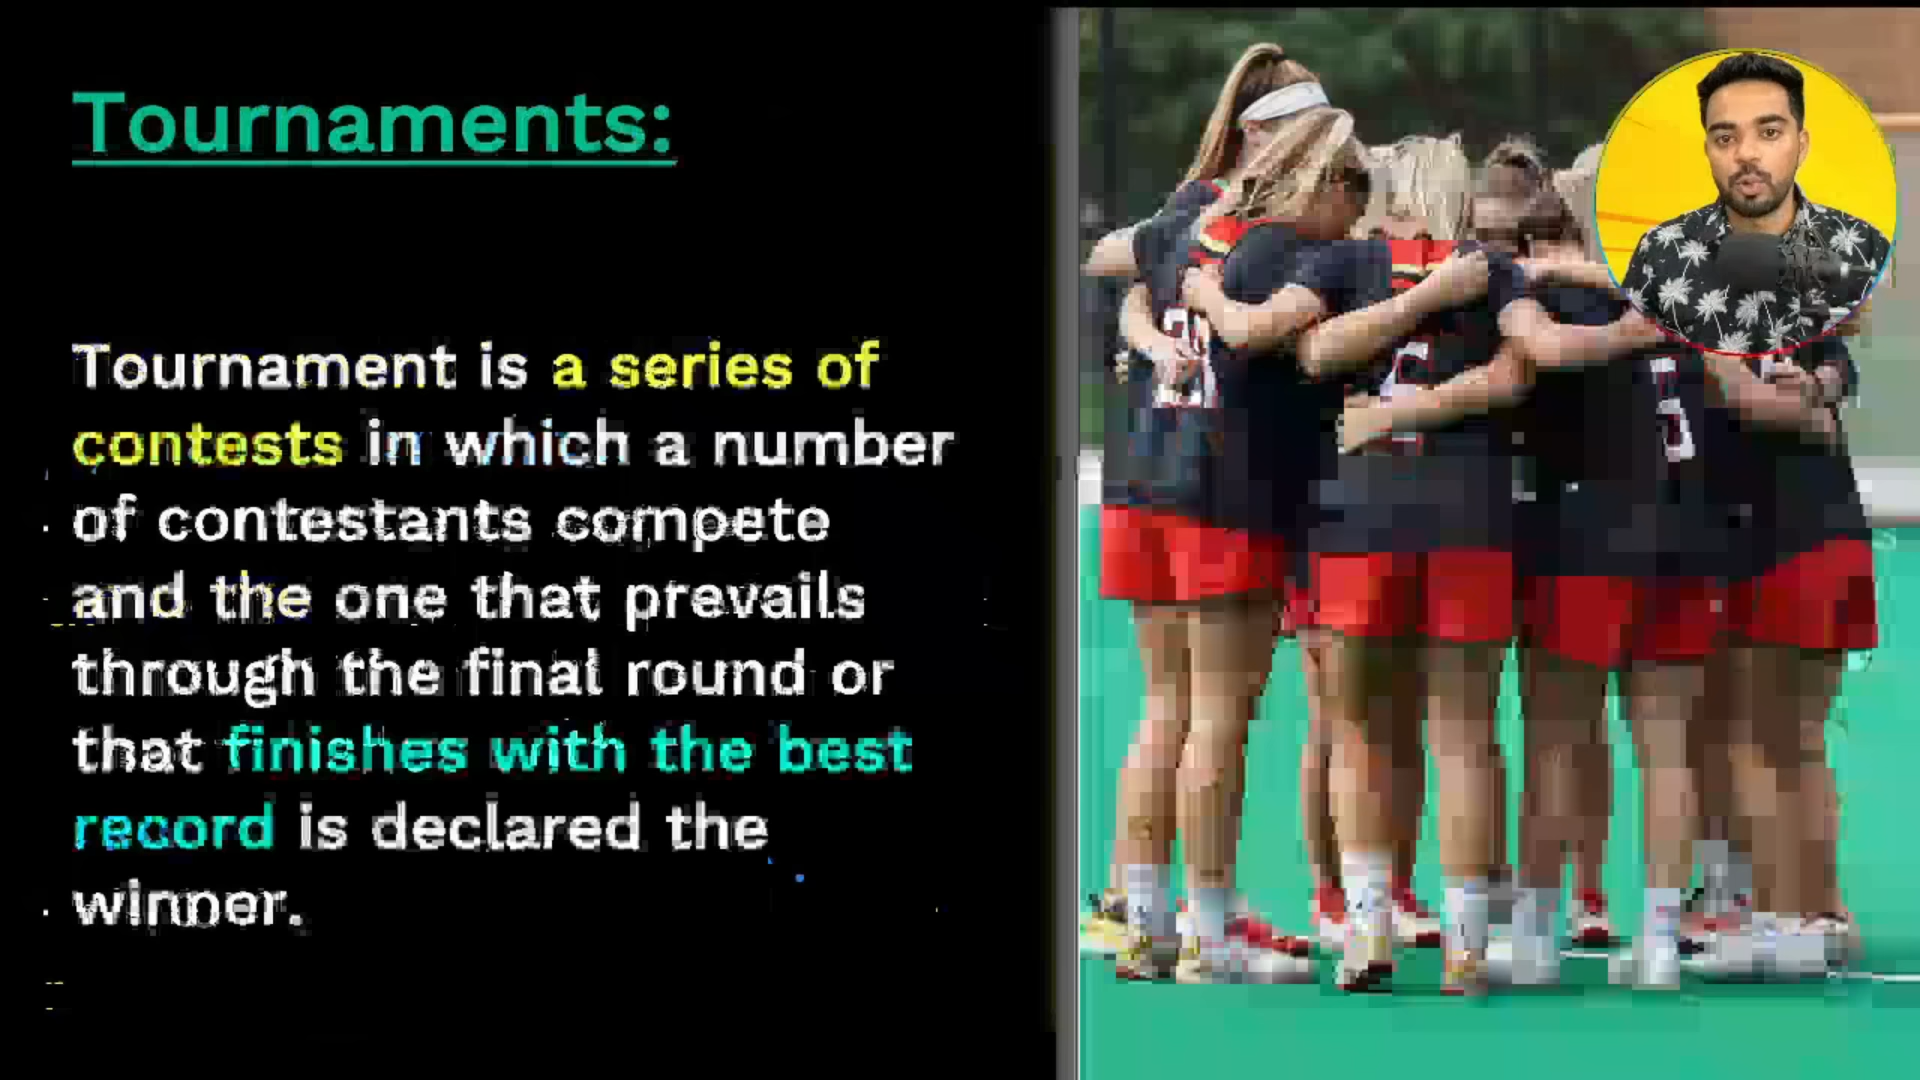 Tournaments:
Tournament is a series of
contests in which a number
of contestants compete
and the one that prevails
through the final round or
that finishes with the best
record is declared the
winner.